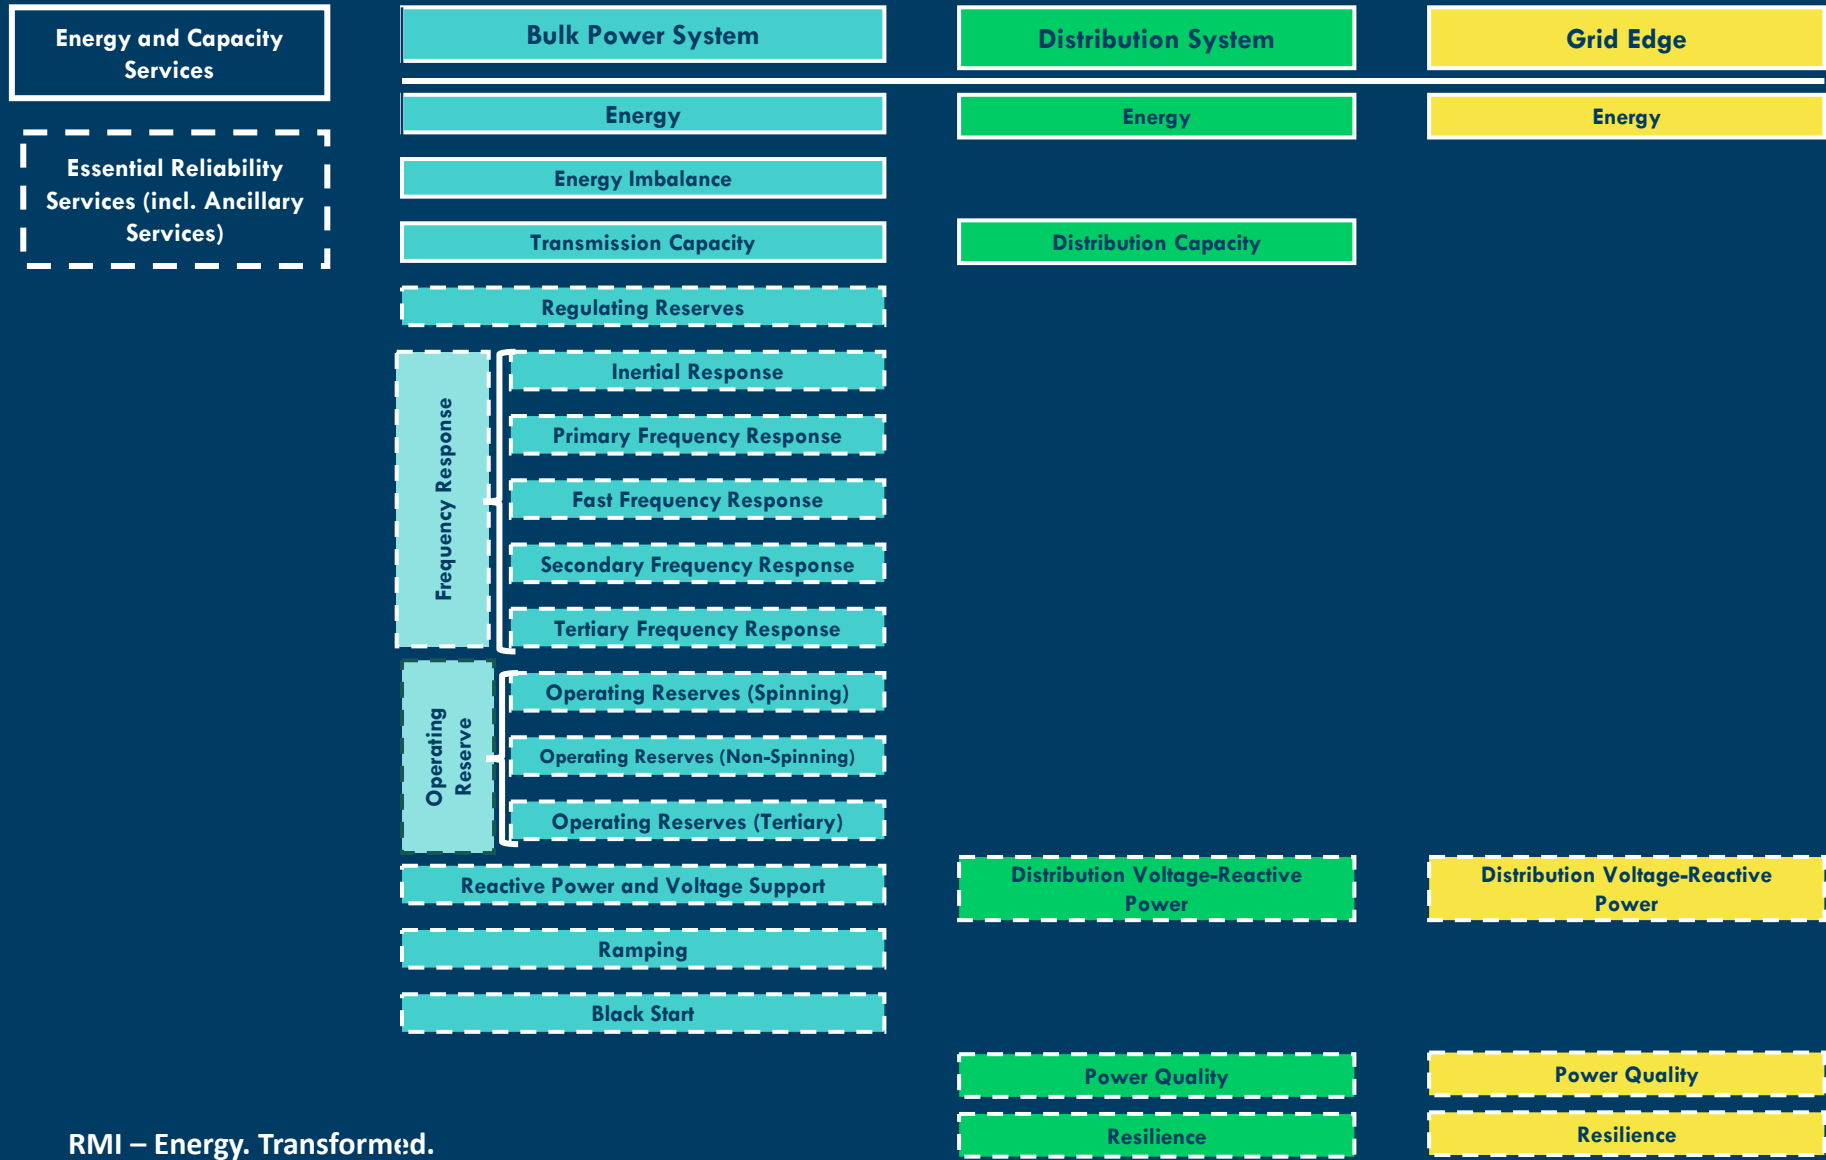 Energy and Capacity
Services
Essential Reliability
Services (incl. Ancillary
Services)
Bulk Power System
Distribution System
Grid Edge
Energy
Energy
Energy
Energy Imbalance
Transmission Capacity
Distribution Capacity
Regulating Reserves
Frequency Response
Inertial Response
Primary Frequency Response
Fast Frequency Response
Secondary Frequency Response
Tertiary Frequency Response
Operating
Reserve
Operating Reserves (Spinning)
Operating Reserves (Non-Spinning)
Operating Reserves (Tertiary)
Reactive Power and Voltage Support
Distribution Voltage-Reactive
Power
Distribution Voltage-Reactive
Power
Ramping
Black Start
Power Quality
Power Quality
Resilience
Resilience
RMI – Energy. Transformed.